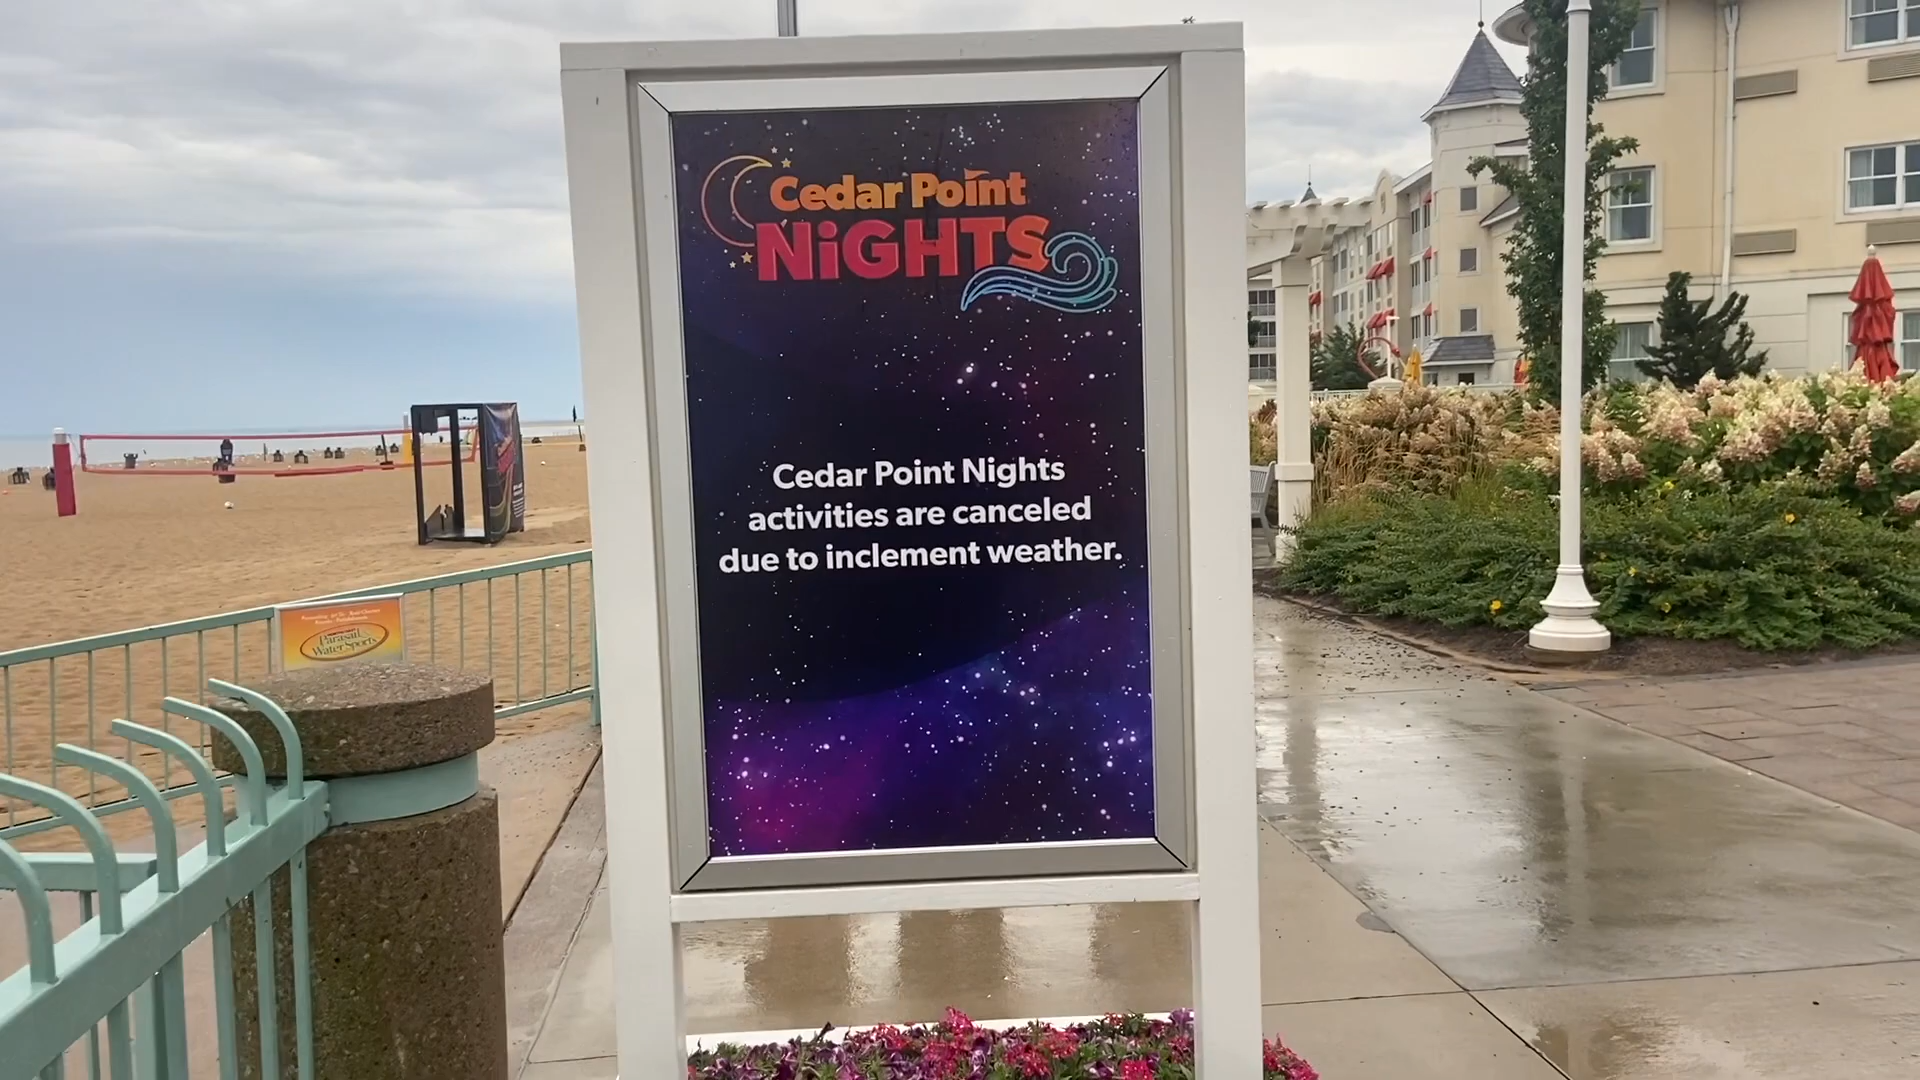 Cedar Point
NiGHTS
Cedar Point Nights
activities are canceled
due to inclement weather.
Parasail
Water Sports